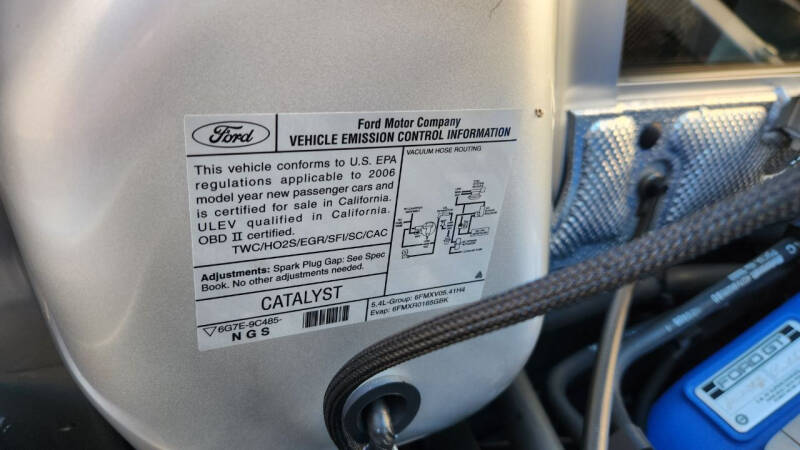 Ford
Ford Motor Company
VEHICLE EMISSION CONTROL INFORMATION
This vehicle conforms to U.S. EPA
regulations applicable to 2006
model year new passenger cars and
is certified for sale in California.
ULEV qualified in California.
OBD II certified.
TWC/HO2S/EGR/SFI/SC/CAC
Adjustments: Spark Plug Gap: See Spec
Book. No other adjustments needed.
CATALYST
6G7E-9C485-
NGS
VACUUM HOSE ROUTING
5.4L-Group: 6FMXV05.41H4
Evap: 6FMXR0165GBK
FORD GT